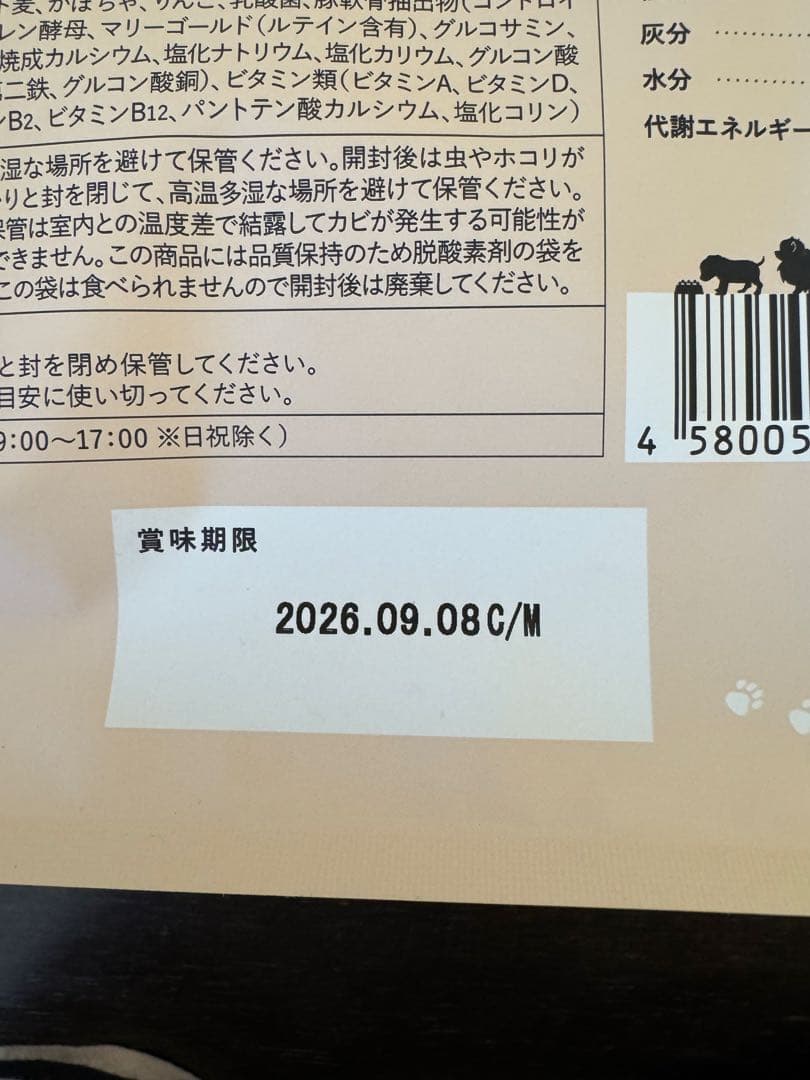 ト麦、かぼちゃ、りんご、乳酸菌、豚軟骨抽出物（コンドロイ
レン酵母、マリーゴールド（ルテイン含有）、グルコサミン、
焼成カルシウム、塩化ナトリウム、塩化カリウム、グルコン酸
第二鉄、グルコン酸銅）、ビタミン類（ビタミンA、ビタミンD、
B2、ビタミンB12、パントテン酸カルシウム、塩化コリン）
湿な場所を避けて保管ください。開封後は虫やホコリが
りと封を閉じて、高温多湿な場所を避けて保管ください。
保管は室内との温度差で結露してカビが発生する可能性が
できません。この商品には品質保持のため脱酸素剤の袋を
この袋は食べられませんので開封後は廃棄してください。
と封を閉め保管してください。
目安に使い切ってください。
9:00～17:00 ※日祝除く）
灰分 ……………
水分 ……………
代謝エネルギー
4 58005
賞味期限
2026.09.08C/M